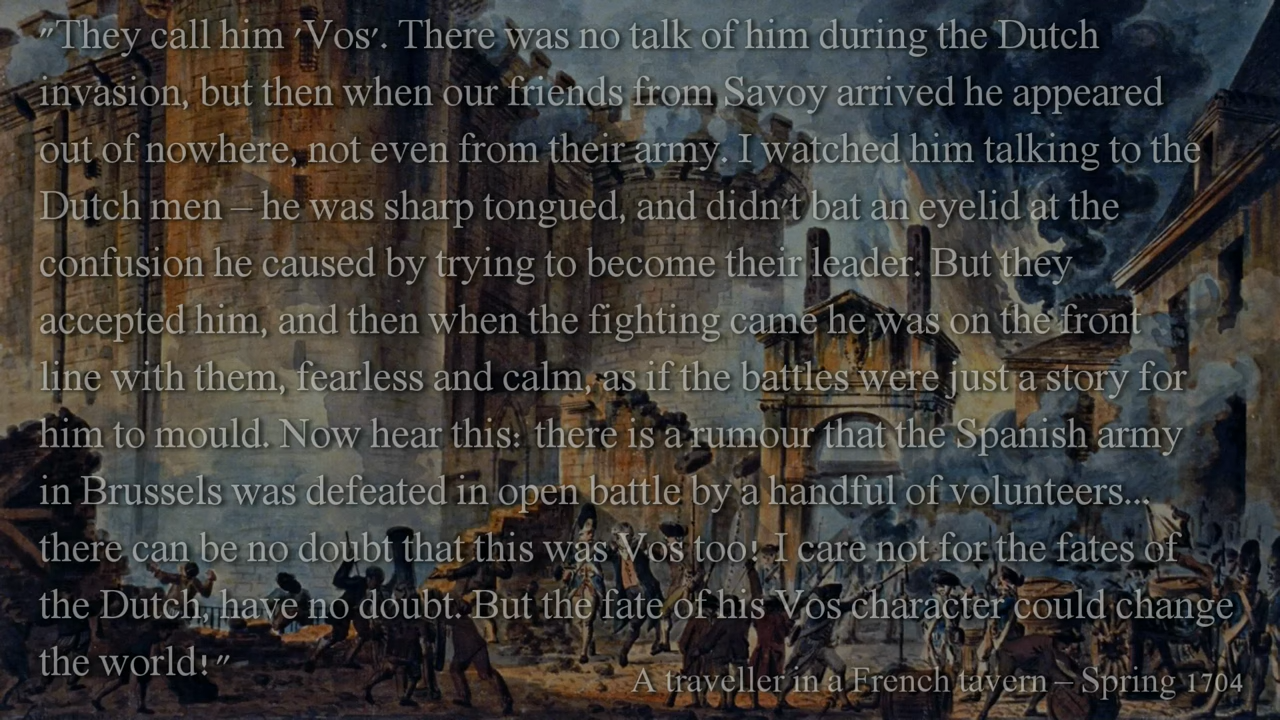 "They call him 'Vos'. There was no talk of him during the Dutch
invasion, but then when our friends from Savoy arrived he appeared
out of nowhere, not even from their army. I watched him talking to the
Dutch men – he was sharp tongued, and didn't bat an eyelid at the
confusion he caused by trying to become their leader. But they
accepted him, and then when the fighting came he was on the front
line with them, fearless and calm, as if the battles were just a story for
him to mould. Now hear this: there is a rumour that the Spanish army
in Brussels was defeated in open battle by a handful of volunteers...
there can be no doubt that this was Vos too! I care not for the fates of
the Dutch, have no doubt. But the fate of his Vos character could change
the world!"
A traveller in a French tavern – Spring 1704